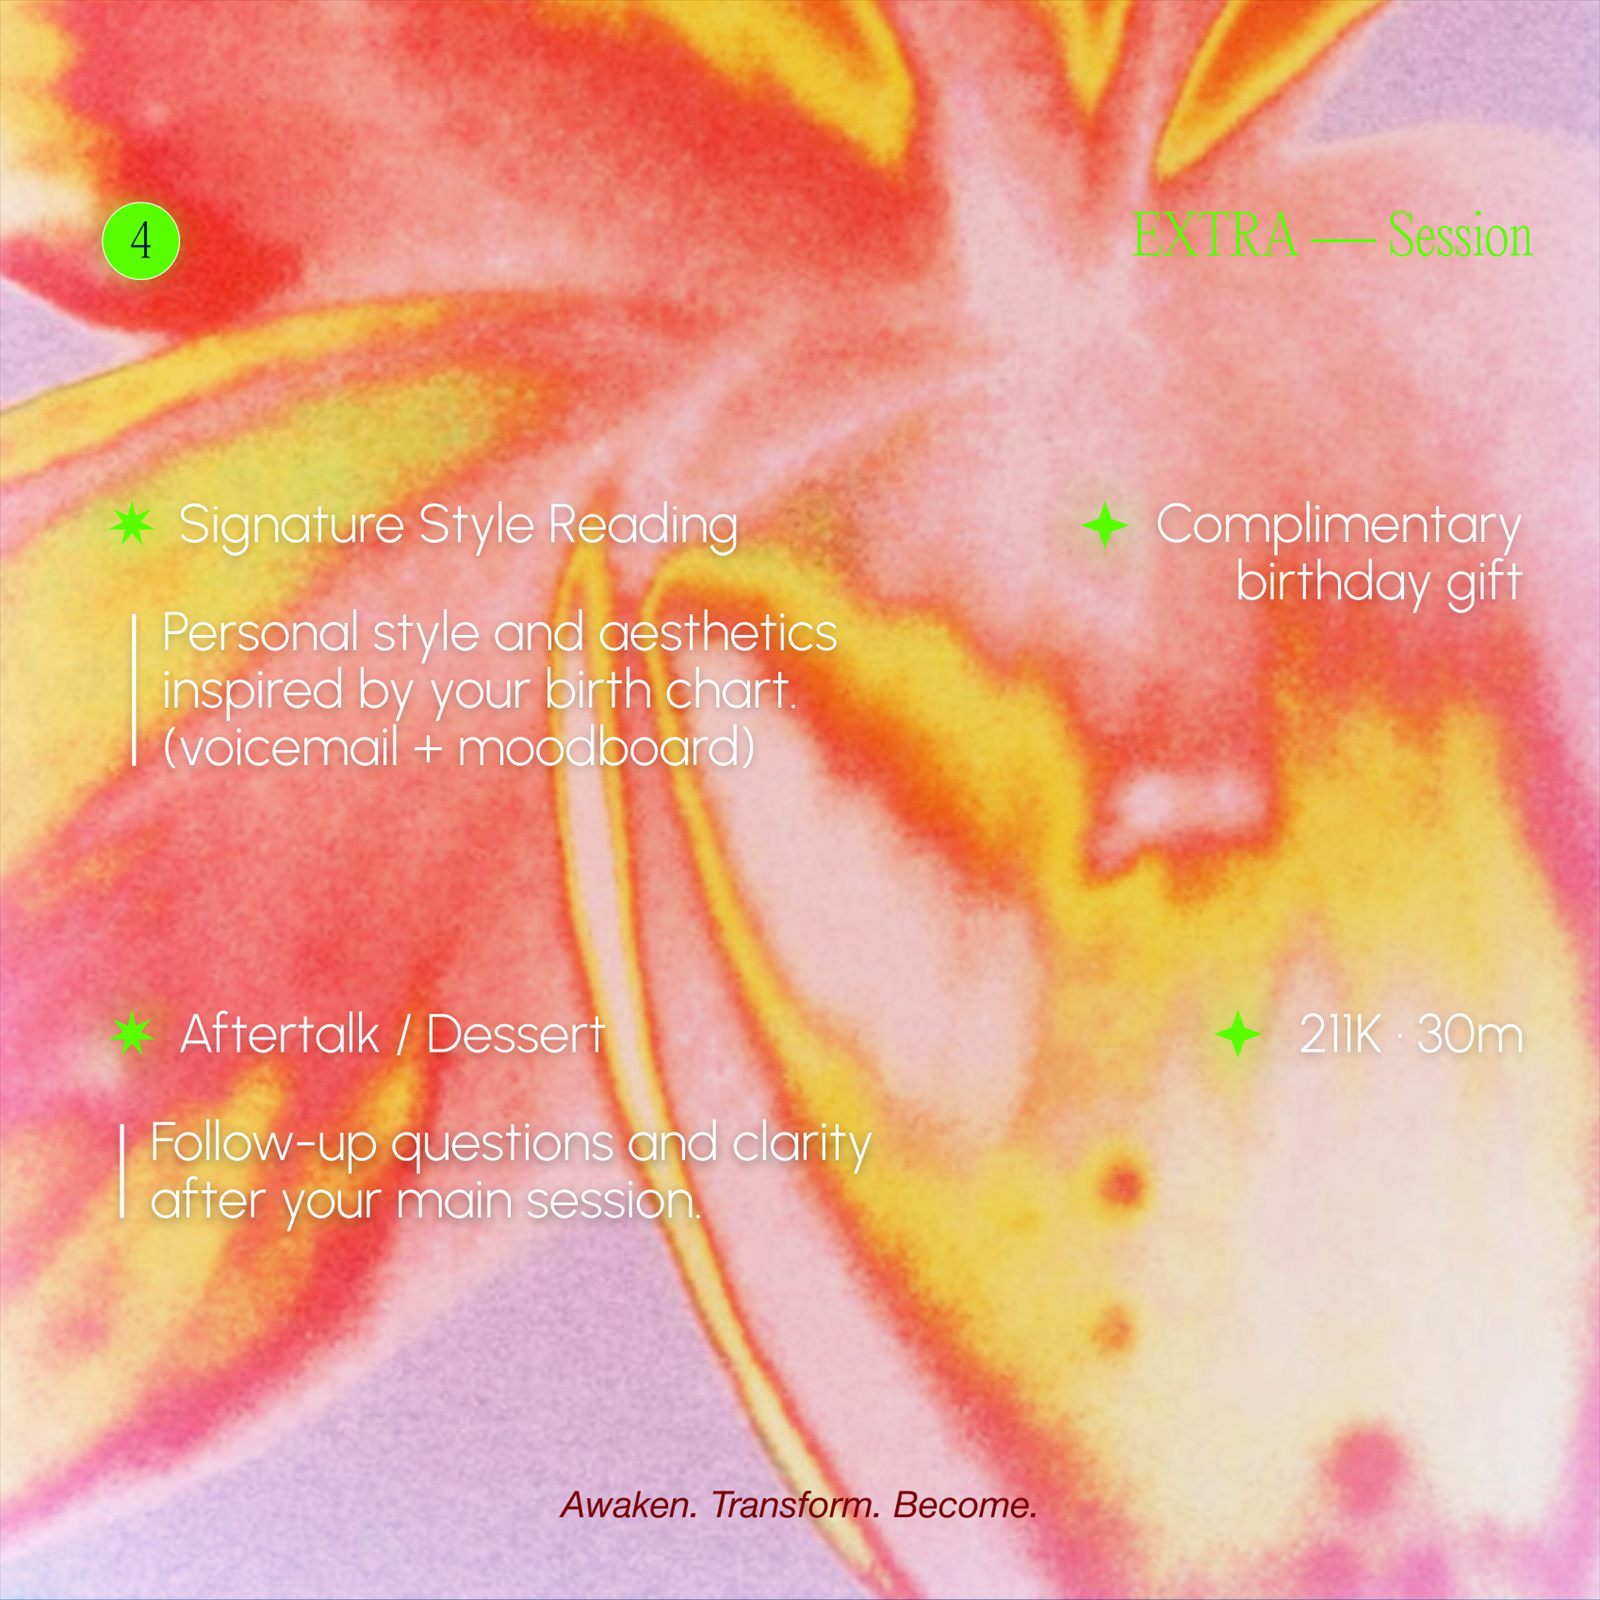 4
EXTRA — Session
Signature Style Reading
Complimentary
birthday gift
Personal style and aesthetics
inspired by your birth chart.
(voicemail + moodboard)
Aftertalk / Dessert
211K · 30m
Follow-up questions and clarity
after your main session.
Awaken. Transform. Become.